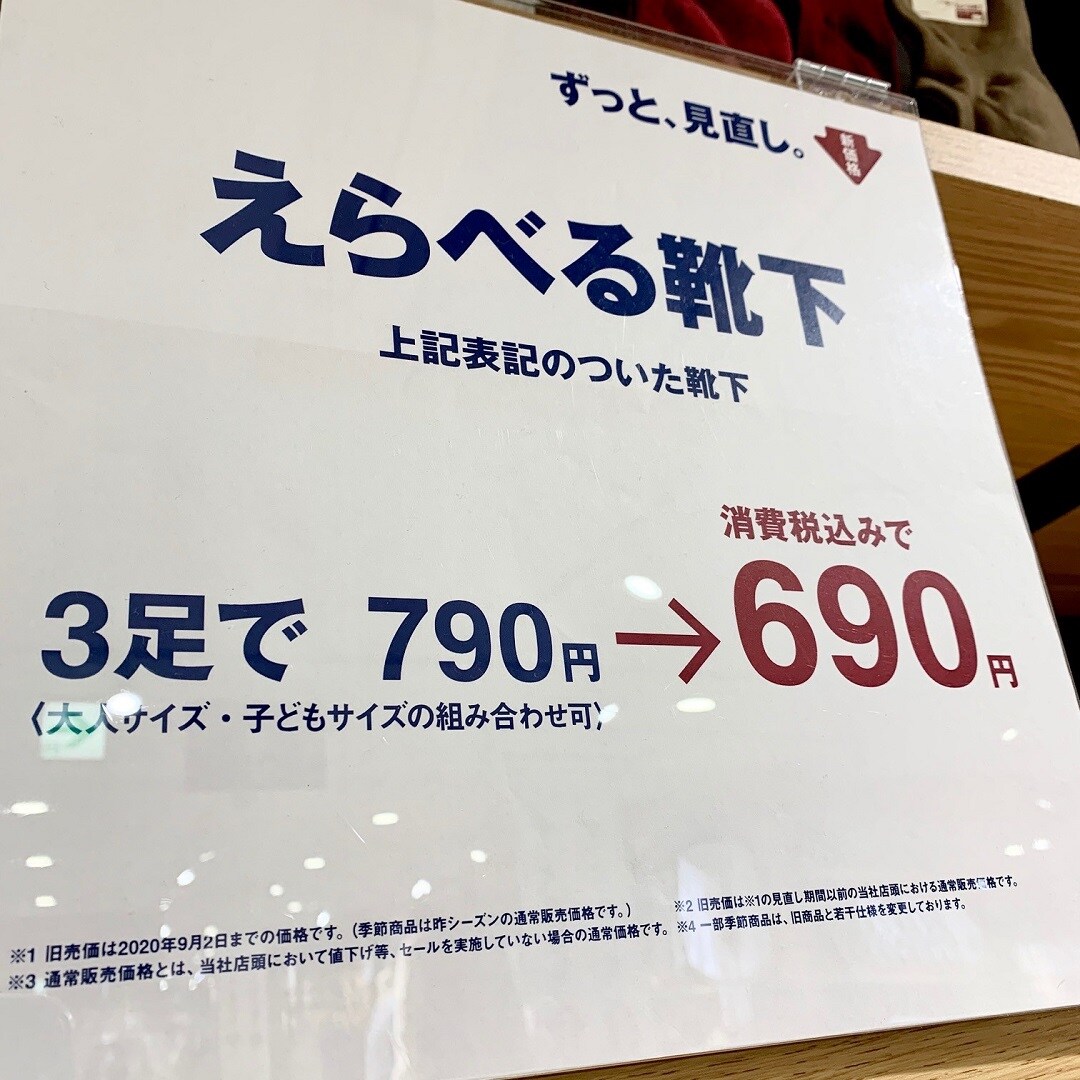 ずっと、見直し。
新価格
えらべる靴下
上記表記のついた靴下
消費税込みで
3足で 790円→690円
〈大人サイズ・子どもサイズの組み合わせ可〉
※1 旧売価は2020年9月2日までの価格です。(季節商品は昨シーズンの通常販売価格です。) ※2 旧売価は※1の見直し期間以前の当社店頭における通常販売価格です。
※3 通常販売価格とは、当社店頭において値下げ等、セールを実施していない場合の通常価格です。 ※4 一部季節商品は、旧商品と若干仕様を変更しております。